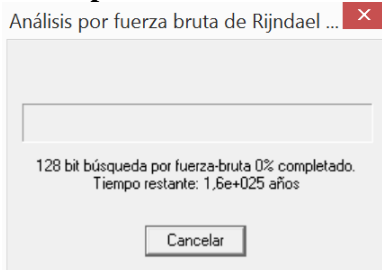 Análisis por fuerza bruta de Rijndael ...
128 bit búsqueda por fuerza-bruta 0% completado.
Tiempo restante: 1,6e+025 años
Cancelar